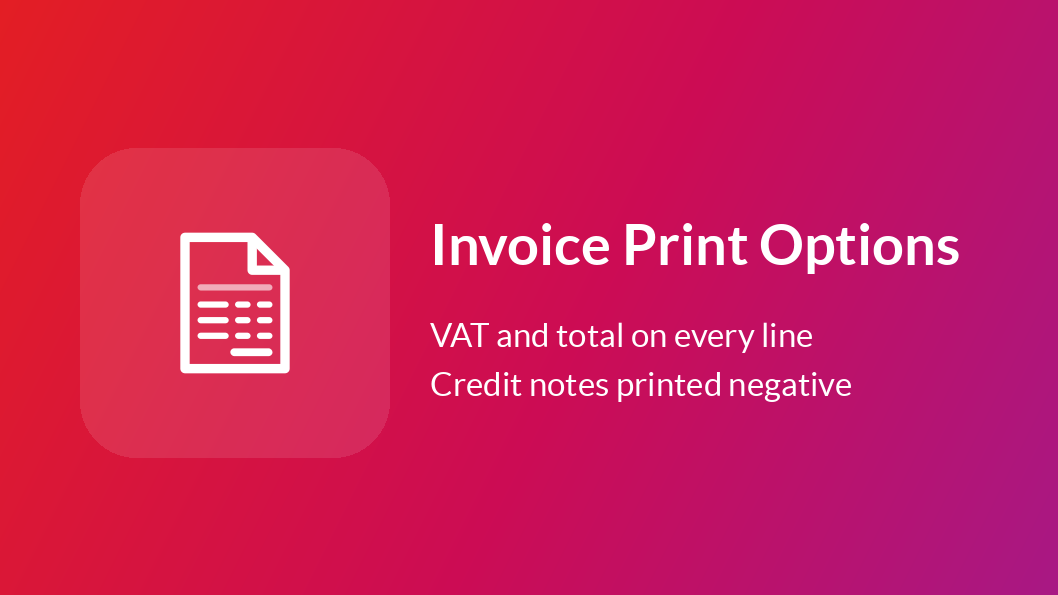 Invoice Print Options
VAT and total on every line
Credit notes printed negative